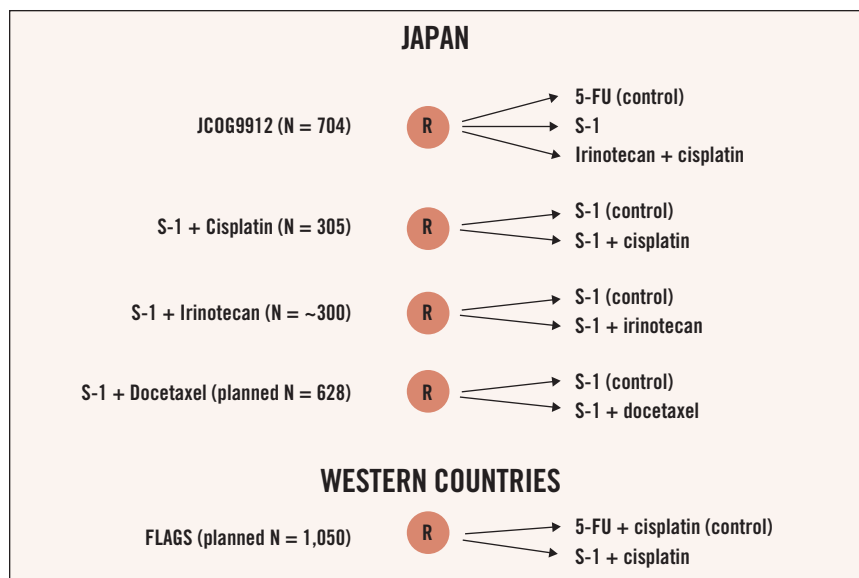 JAPAN
JCOG9912 (N = 704)
R
5-FU (control)
S-1
Irinotecan + cisplatin
S-1 + Cisplatin (N = 305)
R
S-1 (control)
S-1 + cisplatin
S-1 + Irinotecan (N = ~300)
R
S-1 (control)
S-1 + irinotecan
S-1 + Docetaxel (planned N = 628)
R
S-1 (control)
S-1 + docetaxel
WESTERN COUNTRIES
FLAGS (planned N = 1,050)
R
5-FU + cisplatin (control)
S-1 + cisplatin